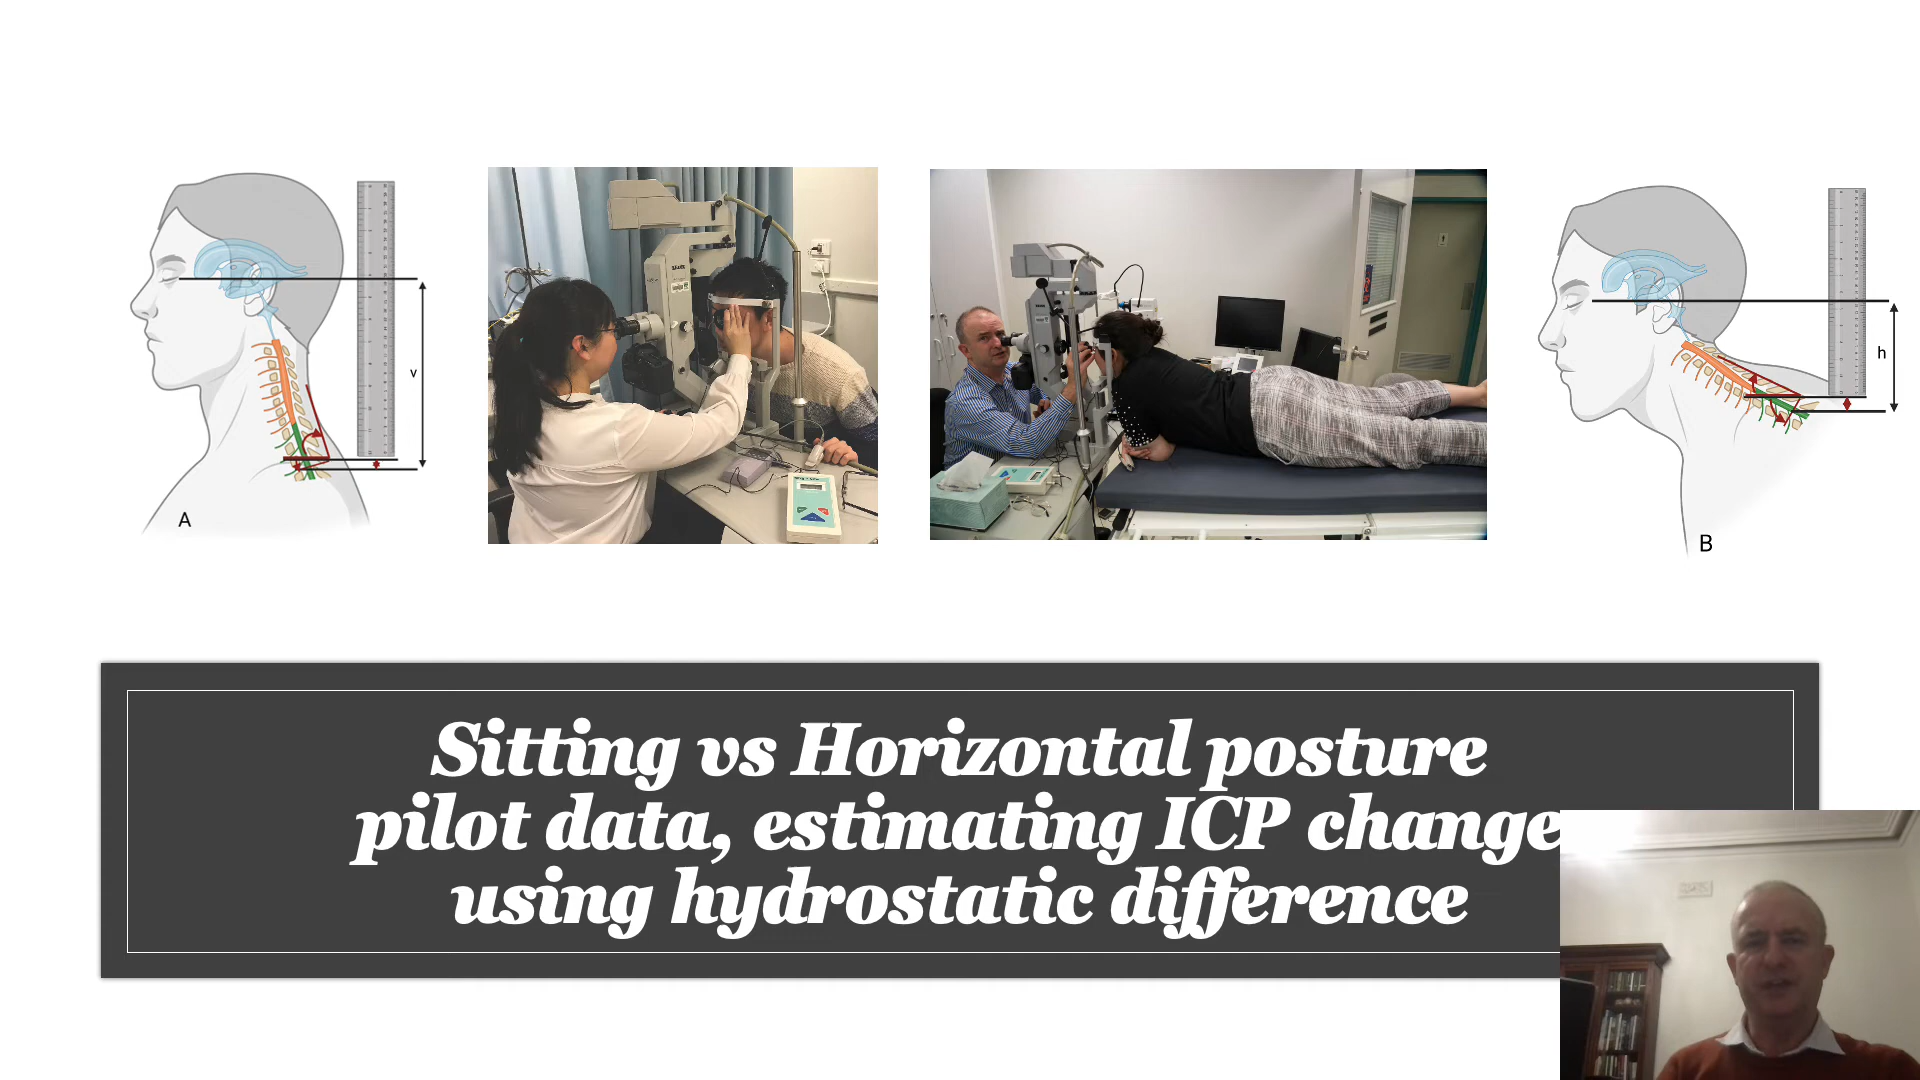 v
h
A
B
Sitting vs Horizontal posture
pilot data, estimating ICP change
using hydrostatic difference